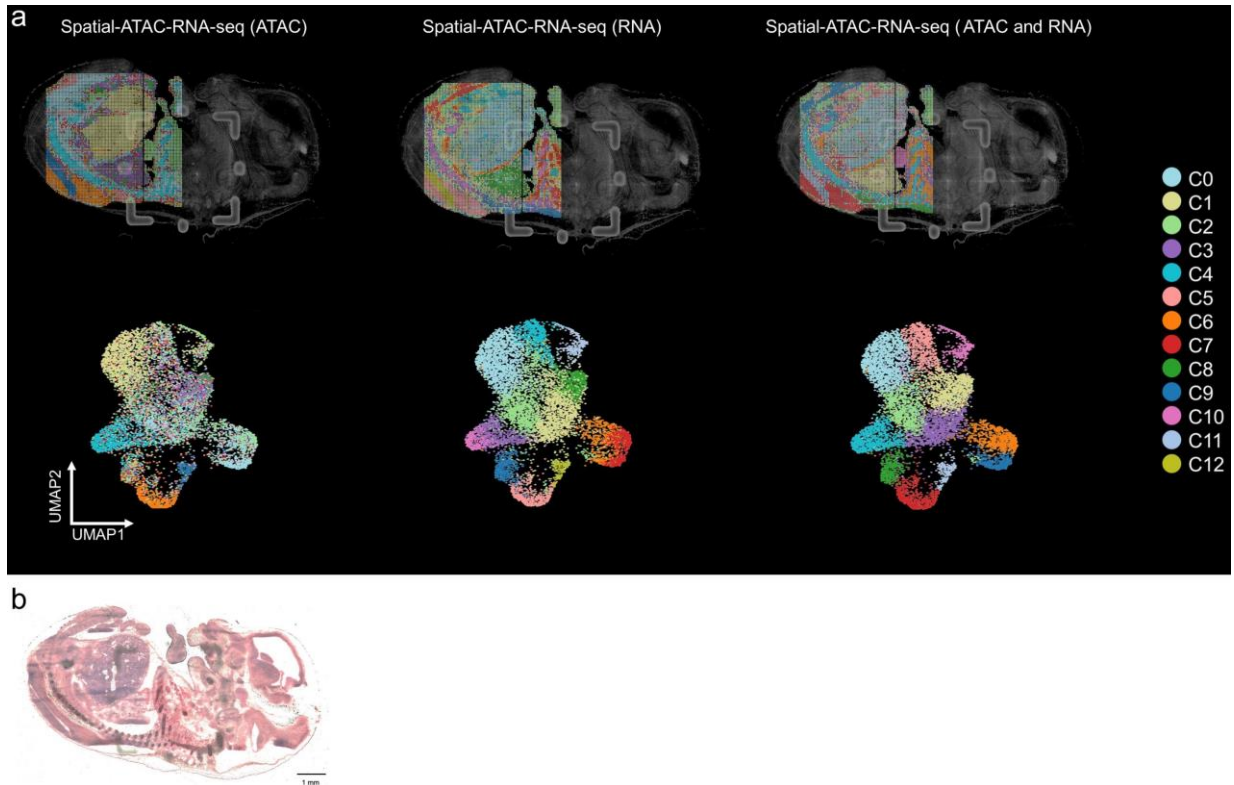 a
Spatial-ATAC-RNA-seq (ATAC)
Spatial-ATAC-RNA-seq (RNA)
Spatial-ATAC-RNA-seq ( ATAC and RNA)
C0
C1
C2
C3
C4
C5
C6
C7
C8
C9
C10
C11
C12
UMAP2
UMAP1
b
1 mm